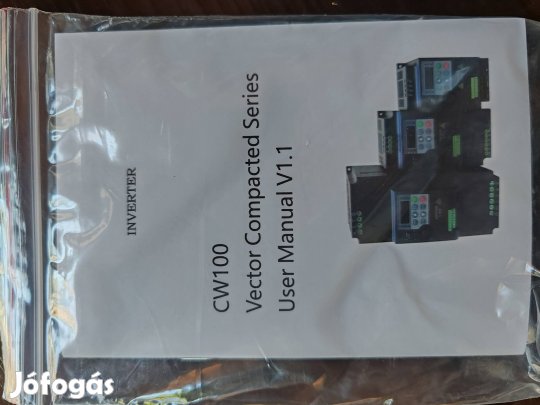 INVERTER
CW100
Vector Compacted Series
User Manual V1.1
Jófogás